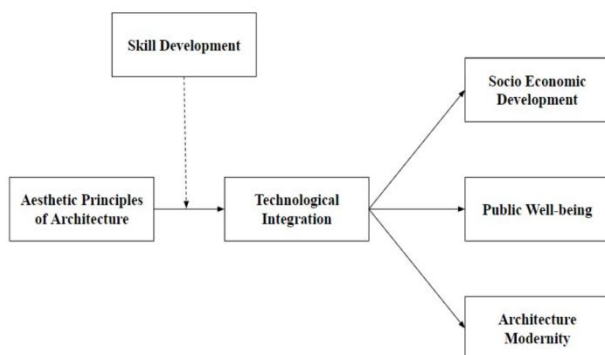 Skill Development
Socio Economic
Development
Aesthetic Principles
of Architecture
Technological
Integration
Public Well-being
Architecture
Modernity